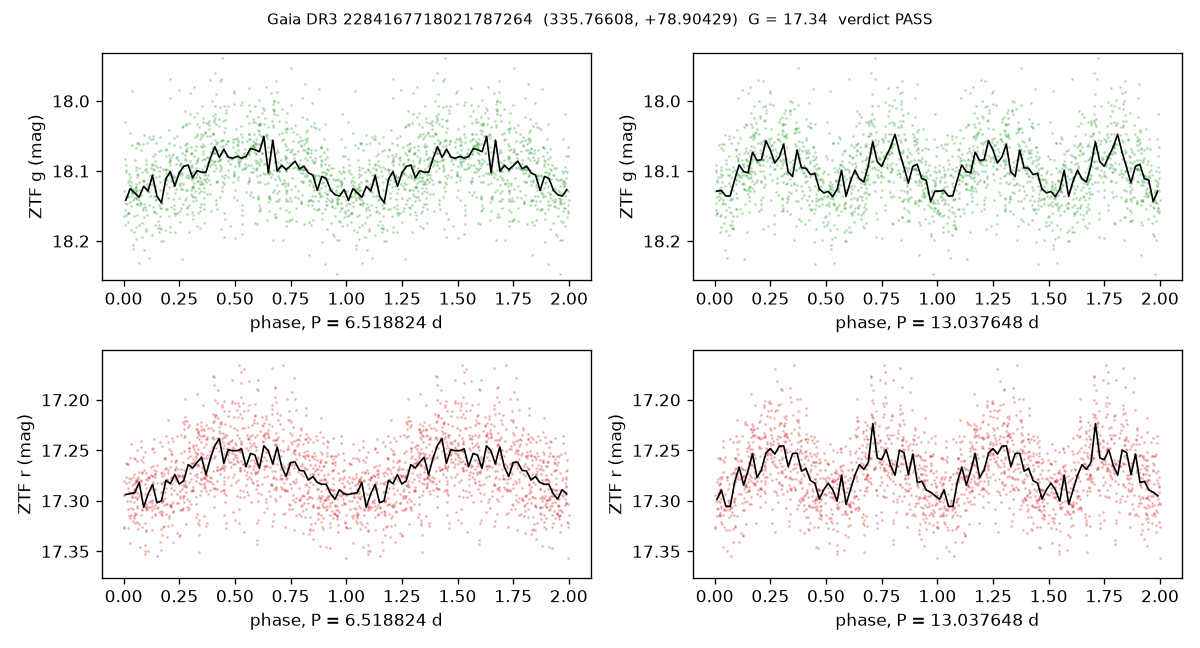 Gaia DR3 2284167718021787264 (335.76608, +78.90429) G = 17.34 verdict PASS
ZTF g (mag)
18.0
18.1
18.2
0.00 0.25 0.50 0.75 1.00 1.25 1.50 1.75 2.00
phase, P = 6.518824 d
ZTF g (mag)
18.0
18.1
18.2
0.00 0.25 0.50 0.75 1.00 1.25 1.50 1.75 2.00
phase, P = 13.037648 d
ZTF r (mag)
17.20
17.25
17.30
17.35
0.00 0.25 0.50 0.75 1.00 1.25 1.50 1.75 2.00
phase, P = 6.518824 d
ZTF r (mag)
17.20
17.25
17.30
17.35
0.00 0.25 0.50 0.75 1.00 1.25 1.50 1.75 2.00
phase, P = 13.037648 d